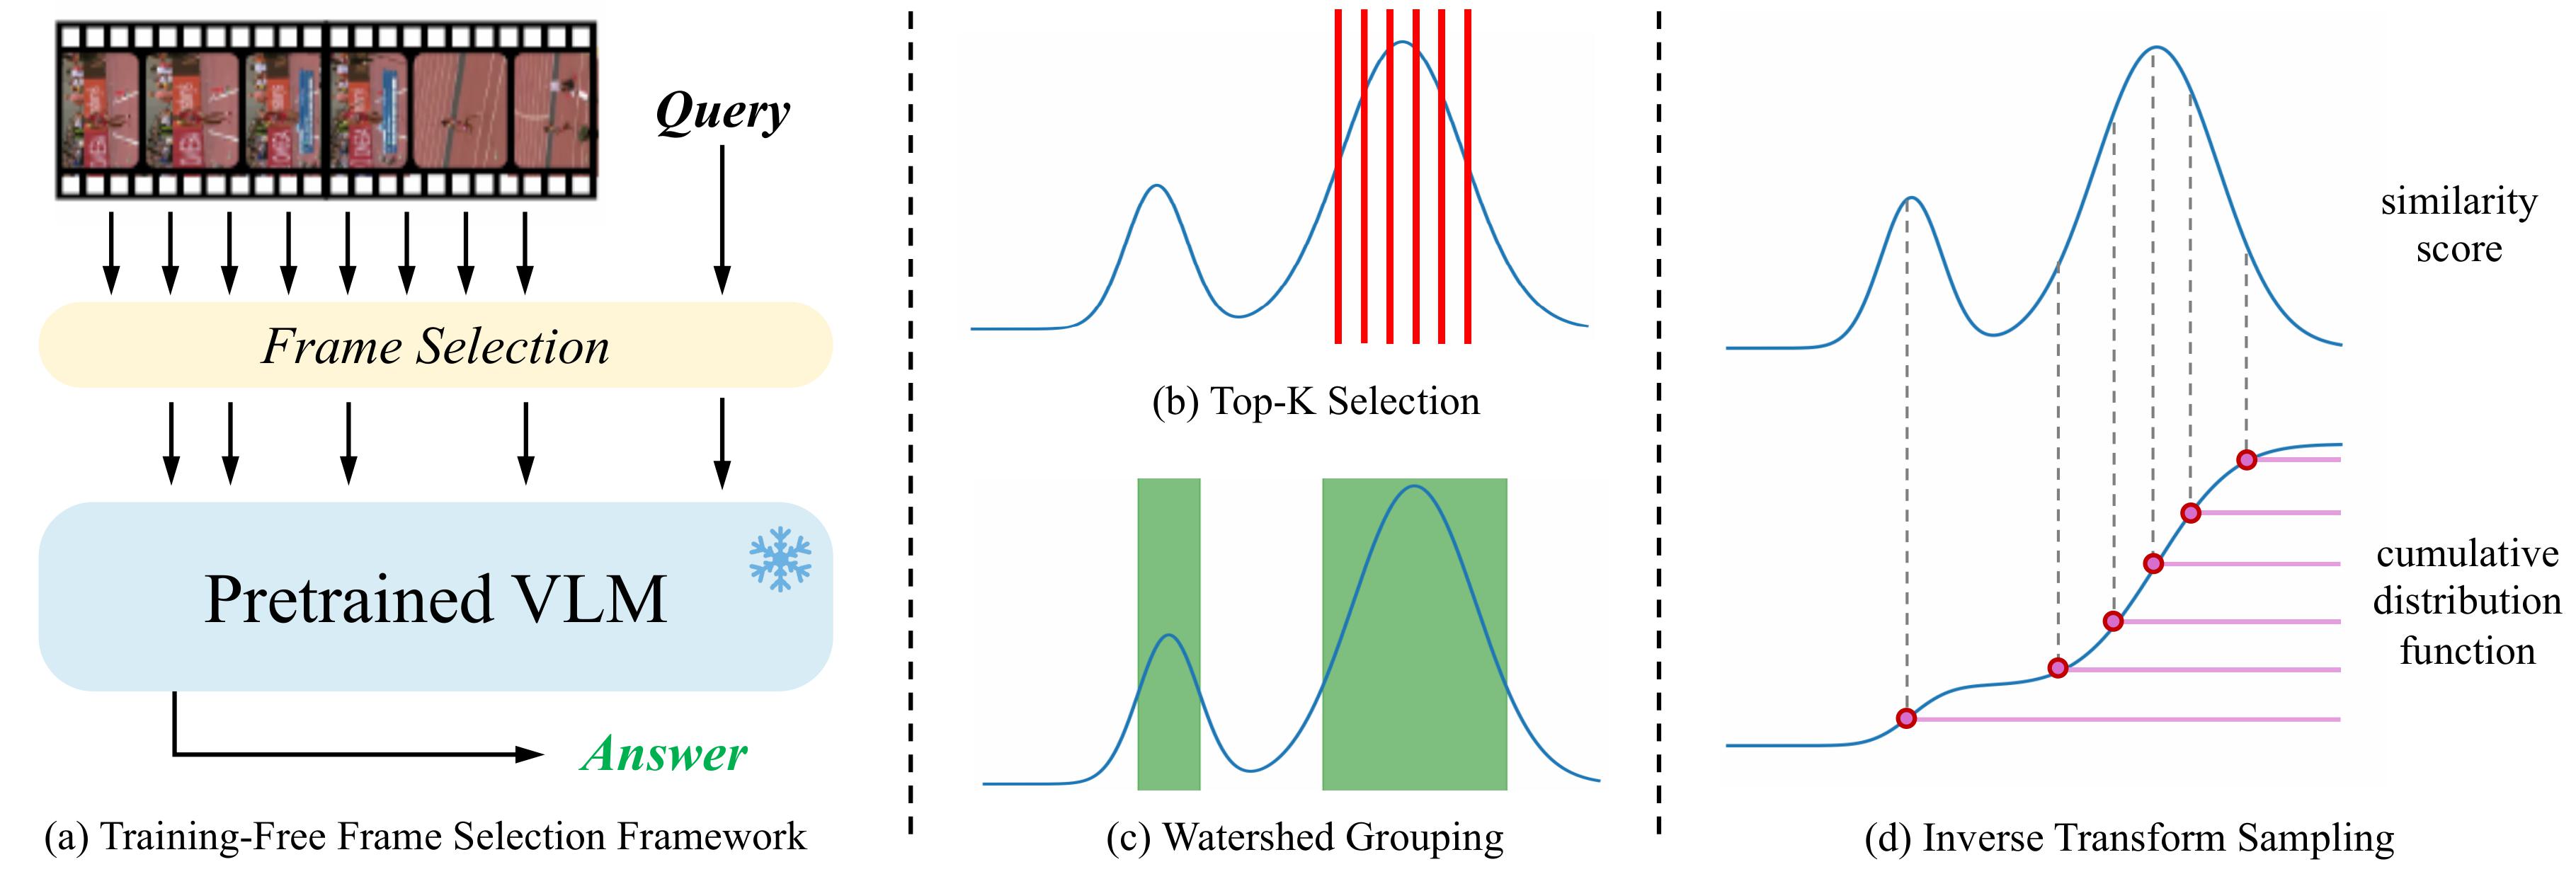 Query
Frame Selection
Pretrained VLM
Answer
(a) Training-Free Frame Selection Framework
(b) Top-K Selection
(c) Watershed Grouping
similarity
score
cumulative
distribution
function
(d) Inverse Transform Sampling